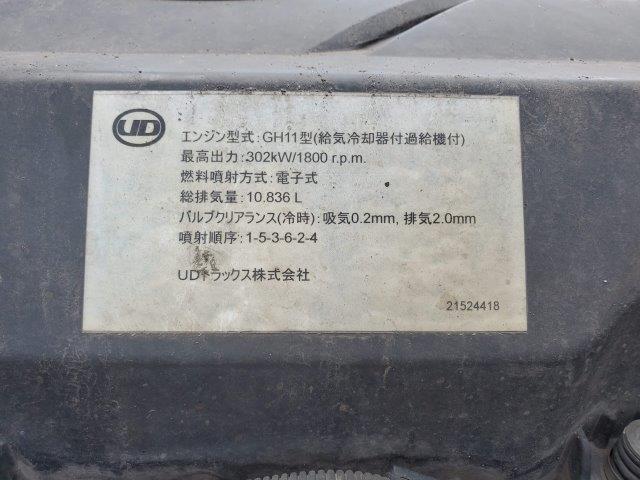 UD
エンジン型式:GH11型(給気冷却器付過給機付)
最高出力:302kW/1800 r.p.m.
燃料噴射方式:電子式
総排気量:10.836 L
バルブクリアランス(冷時):吸気0.2mm, 排気2.0mm
噴射順序:1-5-3-6-2-4
UDトラックス株式会社
21524418